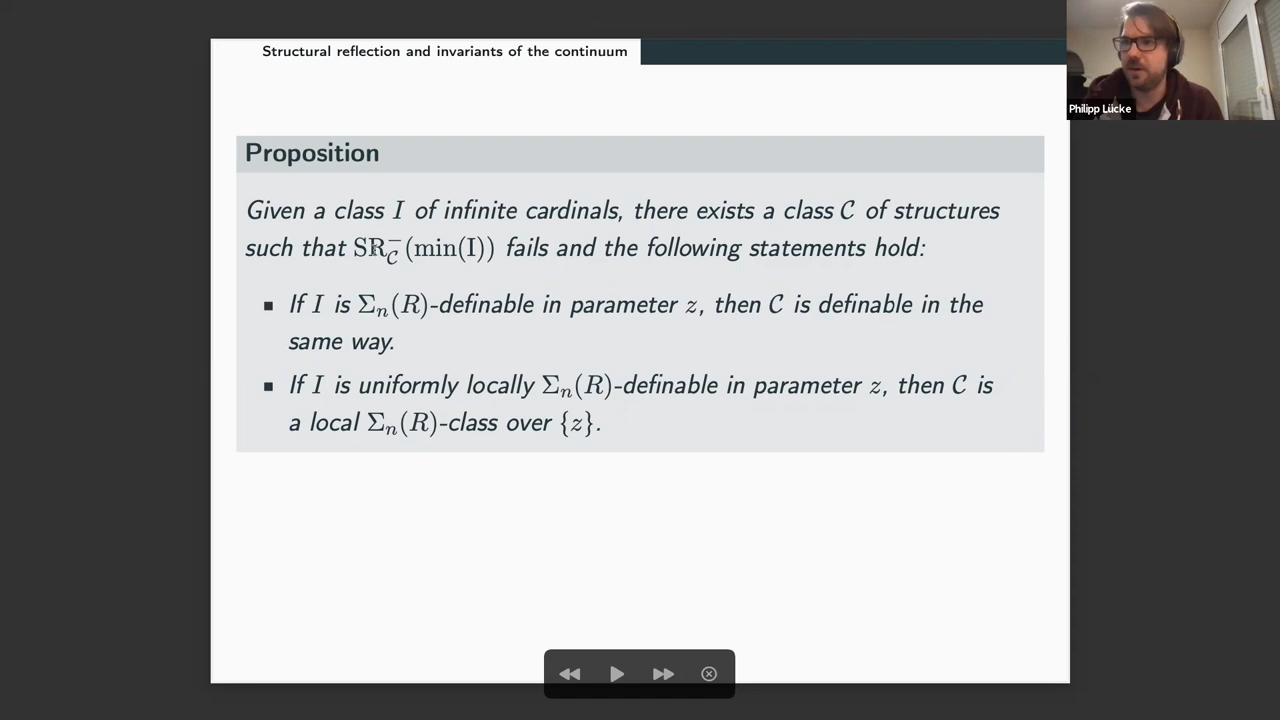 Structural reflection and invariants of the continuum
Philipp Lücke
Proposition
Given a class I of infinite cardinals, there exists a class 𝒞 of structures
such that SR⁻_𝒞(min(I)) fails and the following statements hold:
▪ If I is Σₙ(R)-definable in parameter z, then 𝒞 is definable in the
same way.
▪ If I is uniformly locally Σₙ(R)-definable in parameter z, then 𝒞 is
a local Σₙ(R)-class over {z}.